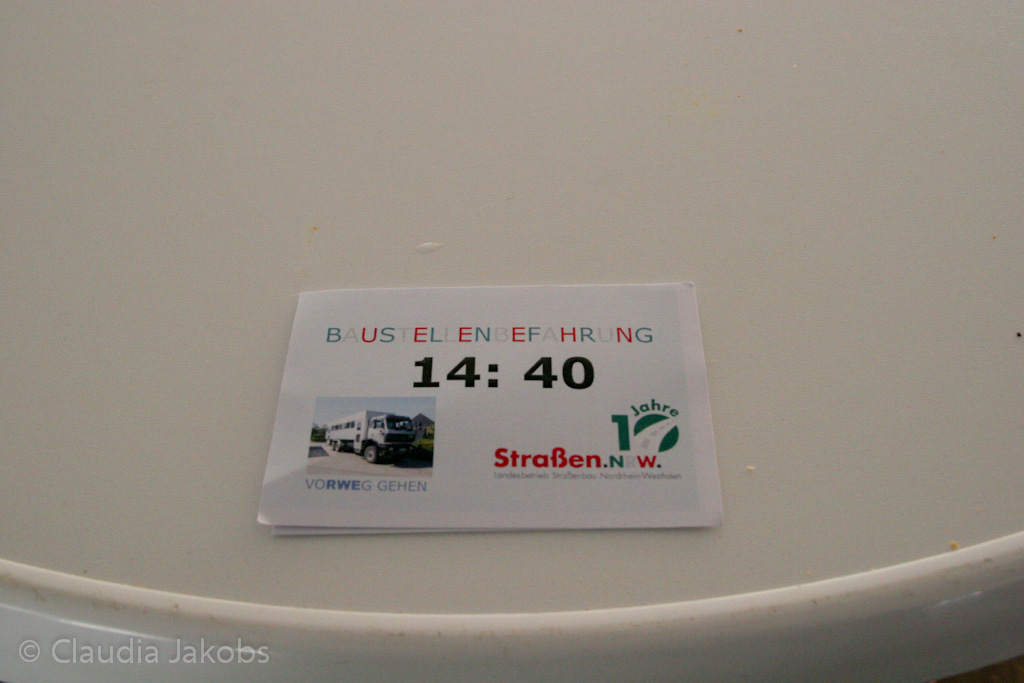 BAUSTELLENBEFAHRUNG
14: 40
10 Jahre
Straßen.NRW.
Landesbetrieb Straßenbau Nordrhein-Westfalen
VORWEG GEHEN
© Claudia Jakobs